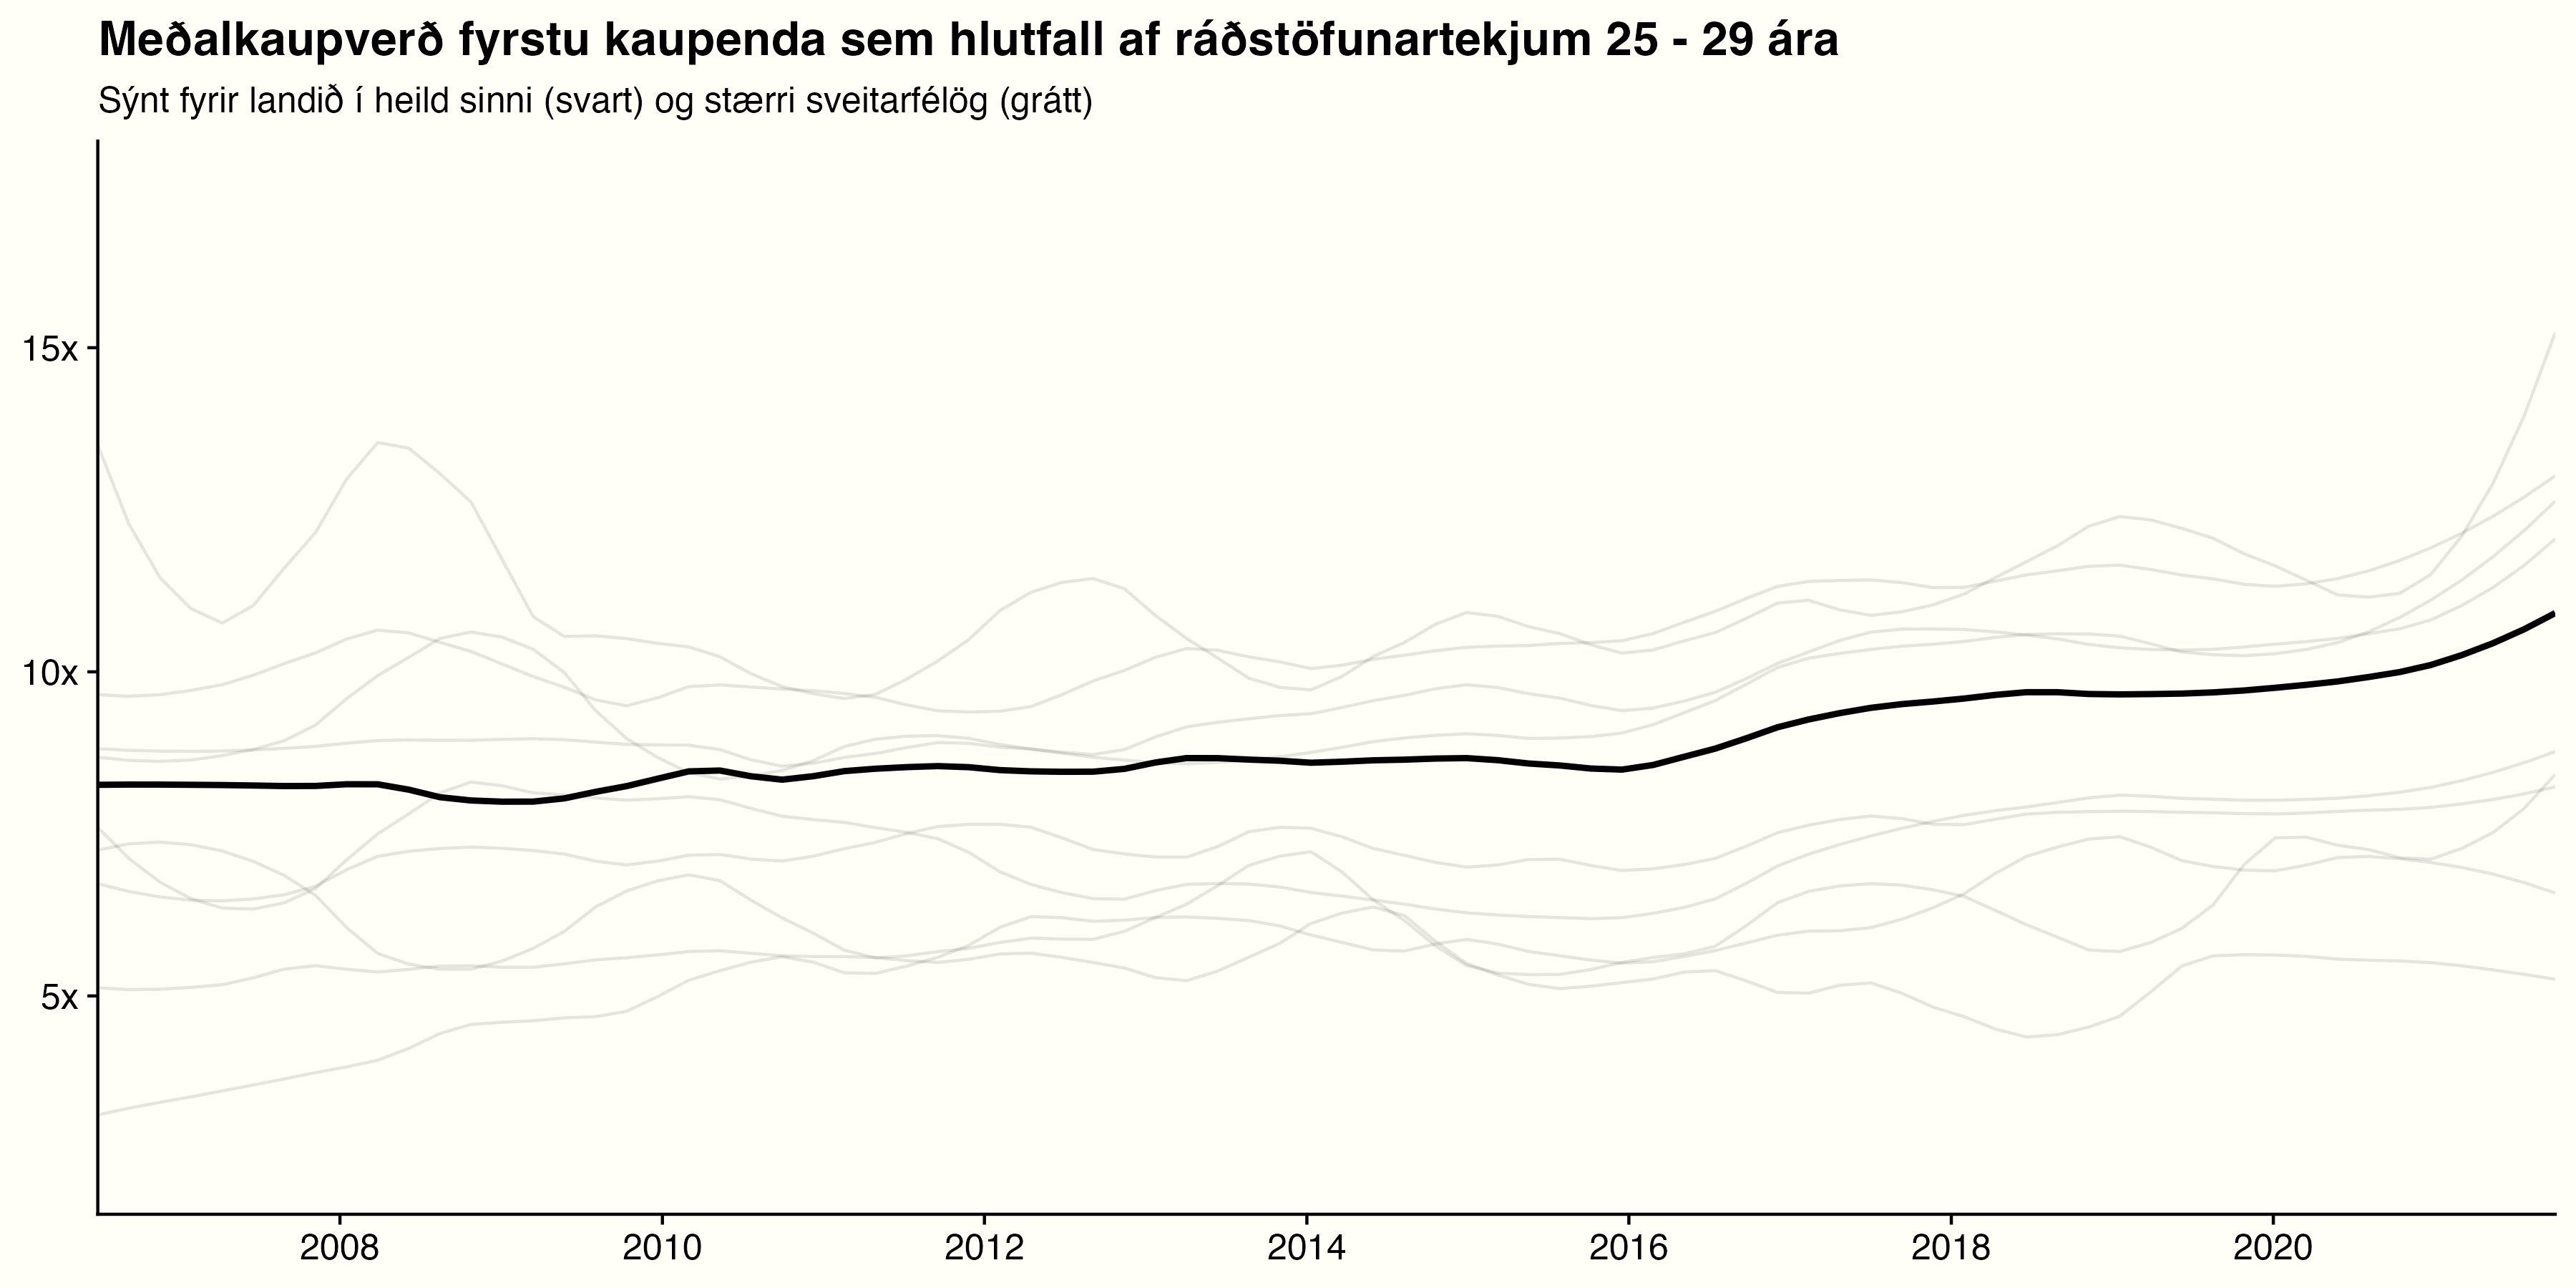 Meðalkaupverð fyrstu kaupenda sem hlutfall af ráðstöfunartekjum 25 - 29 ára
Sýnt fyrir landið í heild sinni (svart) og stærri sveitarfélög (grátt)
15x
10x
5x
2008 2010 2012 2014 2016 2018 2020